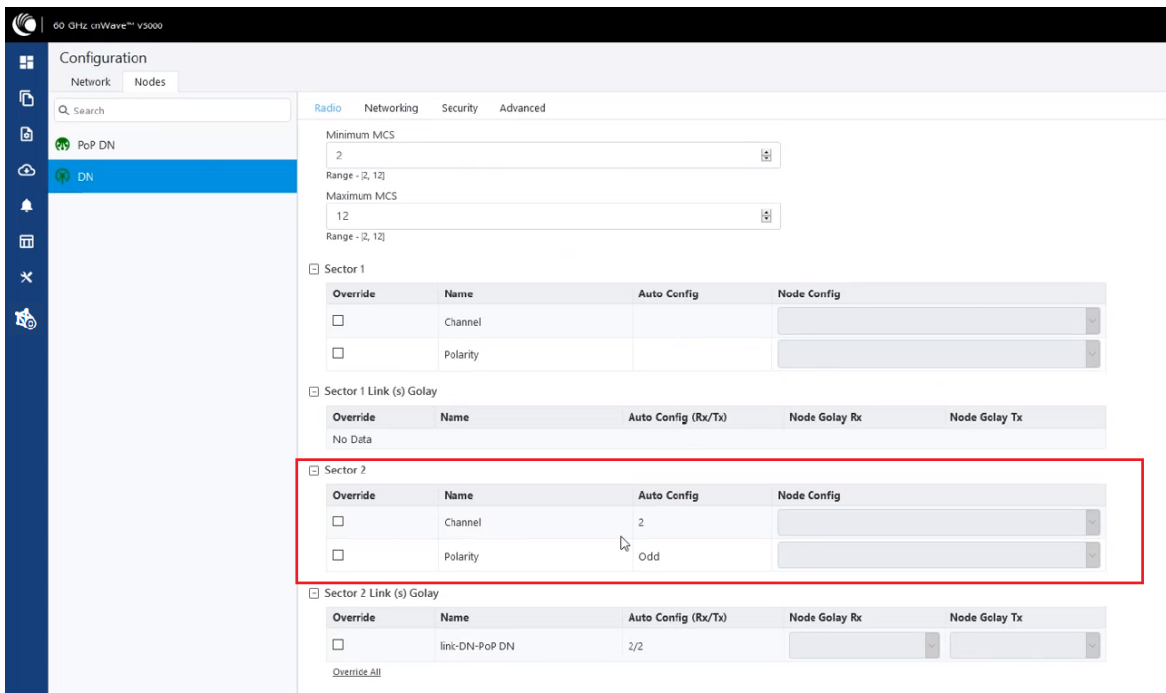 60 GHz cnWave™ V5000
Configuration
Network Nodes
Search
PoP DN
DN
Radio Networking Security Advanced
Minimum MCS
2
Range - [2, 12]
Maximum MCS
12
Range - [2, 12]
Sector 1
Override Name Auto Config Node Config
Channel
Polarity
Sector 1 Link (s) Golay
Override Name Auto Config (Rx/Tx) Node Golay Rx Node Golay Tx
No Data
Sector 2
Override Name Auto Config Node Config
Channel 2
Polarity Odd
Sector 2 Link (s) Golay
Override Name Auto Config (Rx/Tx) Node Golay Rx Node Golay Tx
link-DN-PoP DN 2/2
Override All